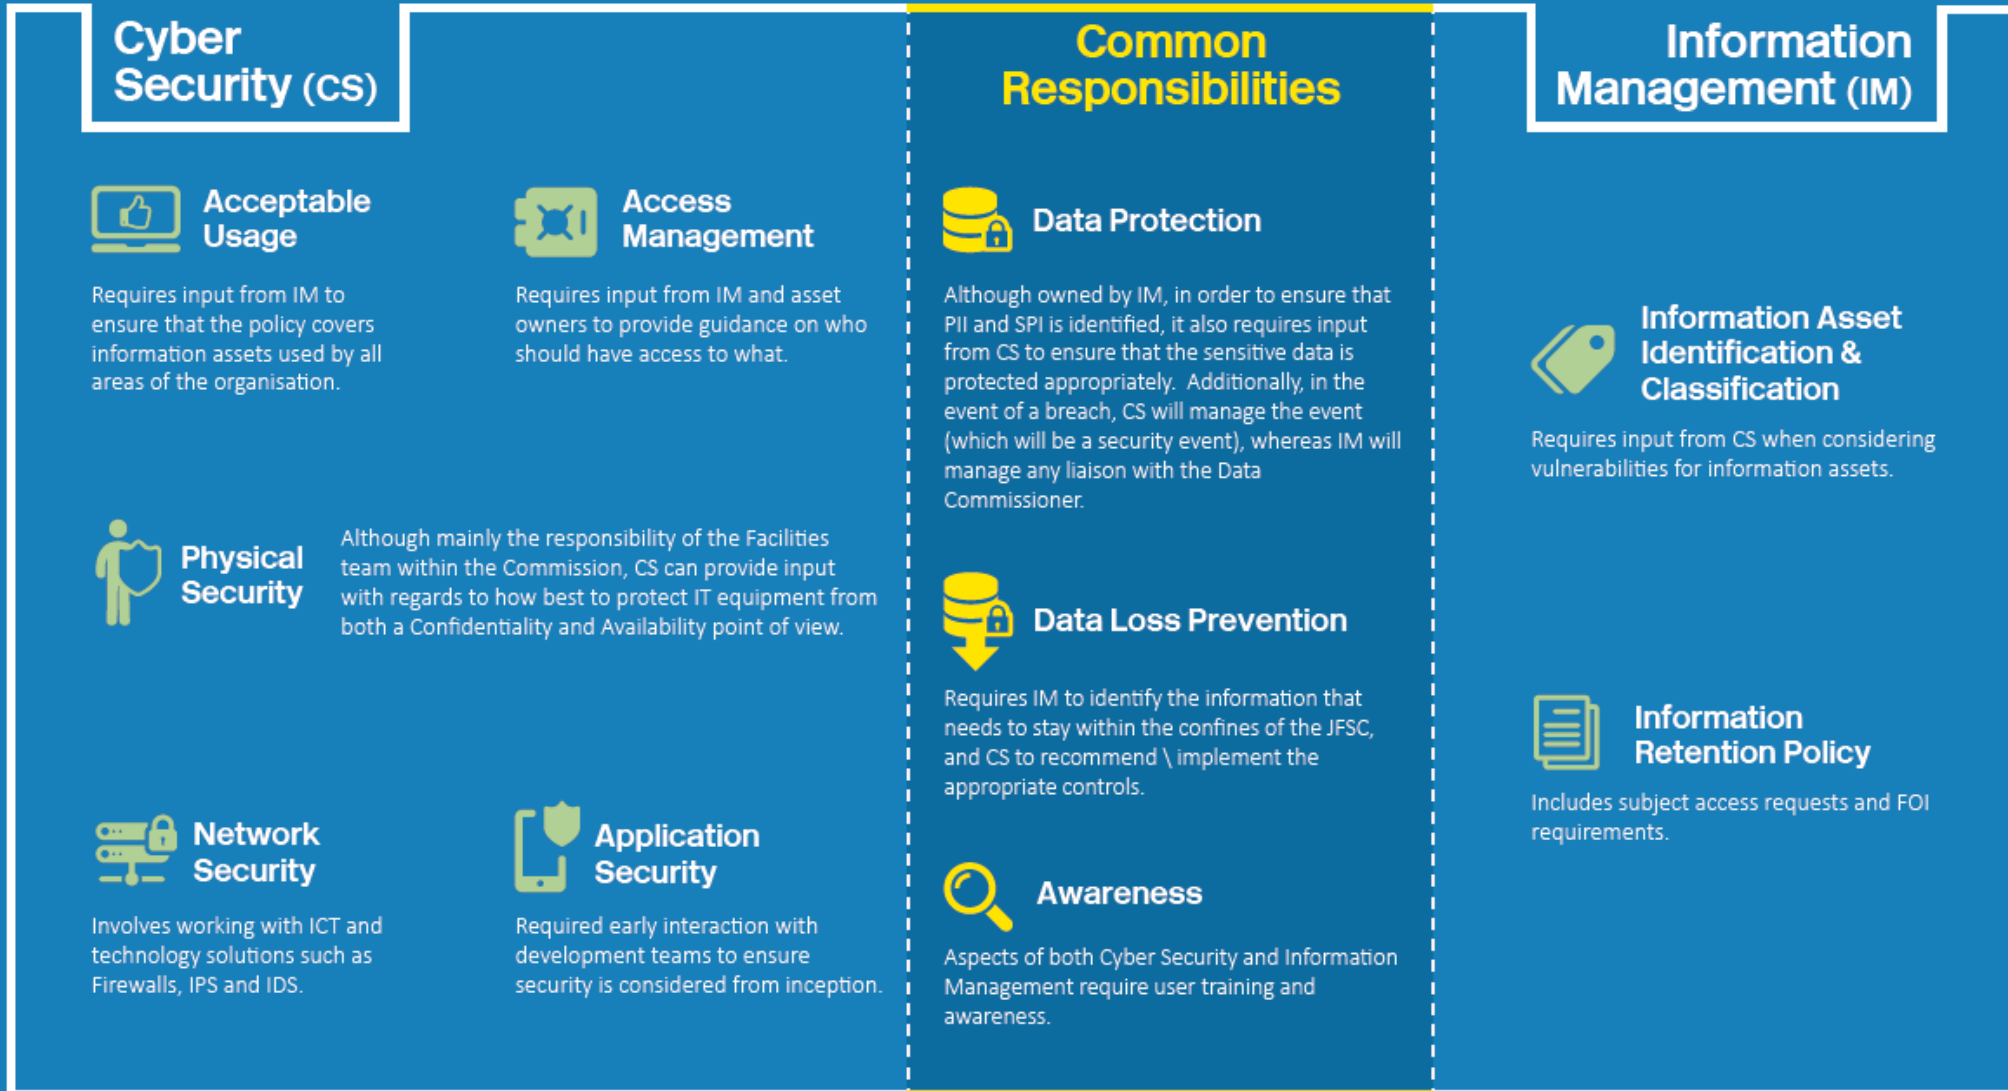 Cyber
Security (CS)
Acceptable
Usage
Requires input from IM to
ensure that the policy covers
information assets used by all
areas of the organisation.
Access
Management
Requires input from IM and asset
owners to provide guidance on who
should have access to what.
Physical
Security
Although mainly the responsibility of the Facilities
team within the Commission, CS can provide input
with regards to how best to protect IT equipment from
both a Confidentiality and Availability point of view.
Network
Security
Involves working with ICT and
technology solutions such as
Firewalls, IPS and IDS.
Application
Security
Required early interaction with
development teams to ensure
security is considered from inception.
Common
Responsibilities
Data Protection
Although owned by IM, in order to ensure that
PII and SPI is identified, it also requires input
from CS to ensure that the sensitive data is
protected appropriately. Additionally, in the
event of a breach, CS will manage the event
(which will be a security event), whereas IM will
manage any liaison with the Data
Commissioner.
Data Loss Prevention
Requires IM to identify the information that
needs to stay within the confines of the JFSC,
and CS to recommend \ implement the
appropriate controls.
Awareness
Aspects of both Cyber Security and Information
Management require user training and
awareness.
Information
Management (IM)
Information Asset
Identification &
Classification
Requires input from CS when considering
vulnerabilities for information assets.
Information
Retention Policy
Includes subject access requests and FOI
requirements.